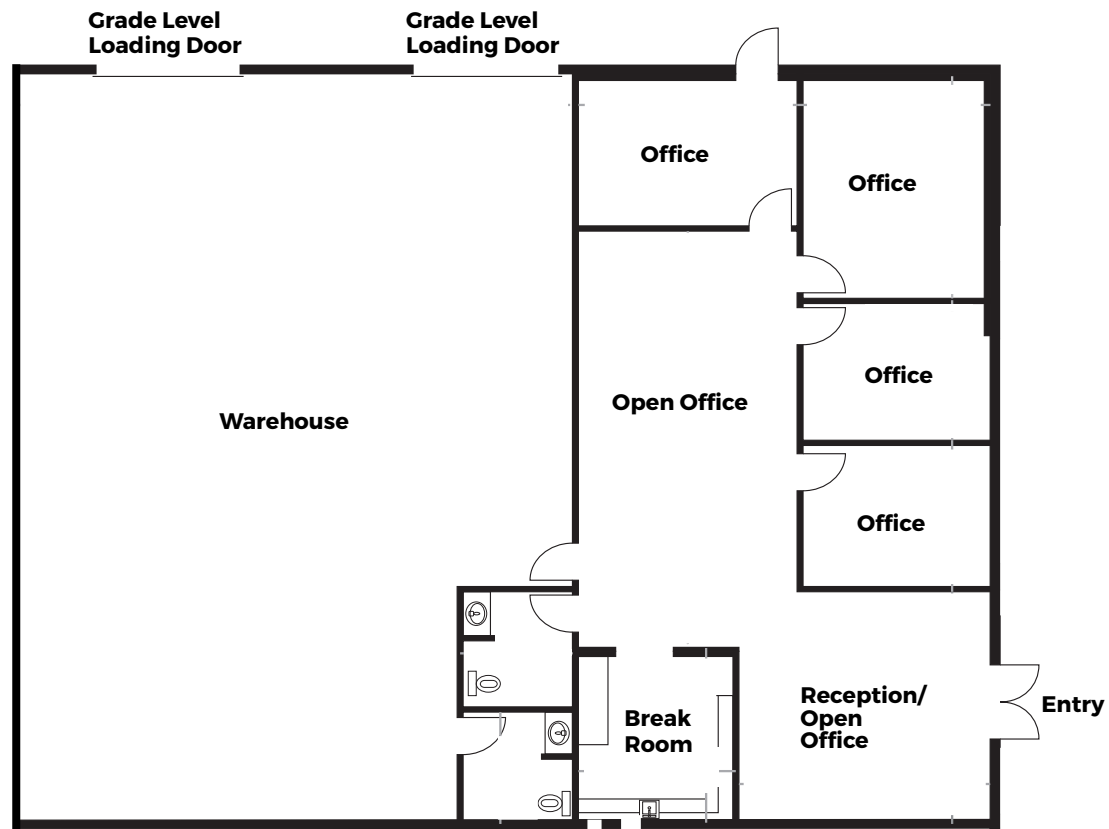 Grade Level
Loading Door
Grade Level
Loading Door
Office
Office
Office
Open Office
Warehouse
Office
Reception/
Open
Office
Entry
Break
Room